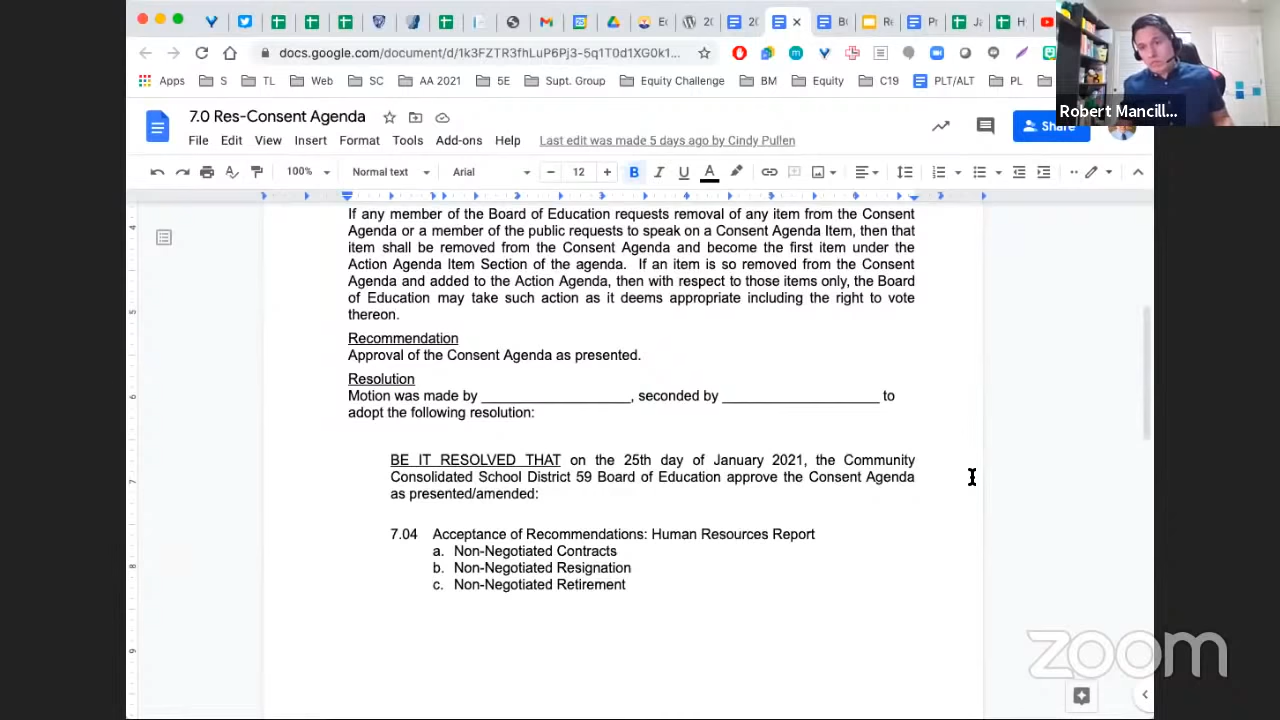 docs.google.com/document/d/1k3FZTR3fhLuP6Pj3-5q1T0d1XG0k1...
Apps S TL Web SC AA 2021 5E Supt. Group Equity Challenge BM Equity C19 PLT/ALT PL
Robert Mancill...
7.0 Res-Consent Agenda
Share
File Edit View Insert Format Tools Add-ons Help Last edit was made 5 days ago by Cindy Pullen
100% Normal text Arial 12 B I U A
If any member of the Board of Education requests removal of any item from the Consent
Agenda or a member of the public requests to speak on a Consent Agenda Item, then that
item shall be removed from the Consent Agenda and become the first item under the
Action Agenda Item Section of the agenda. If an item is so removed from the Consent
Agenda and added to the Action Agenda, then with respect to those items only, the Board
of Education may take such action as it deems appropriate including the right to vote
thereon.
Recommendation
Approval of the Consent Agenda as presented.
Resolution
Motion was made by ____________________, seconded by ____________________ to
adopt the following resolution:
BE IT RESOLVED THAT on the 25th day of January 2021, the Community
Consolidated School District 59 Board of Education approve the Consent Agenda
as presented/amended:
7.04 Acceptance of Recommendations: Human Resources Report
a. Non-Negotiated Contracts
b. Non-Negotiated Resignation
c. Non-Negotiated Retirement
zoom